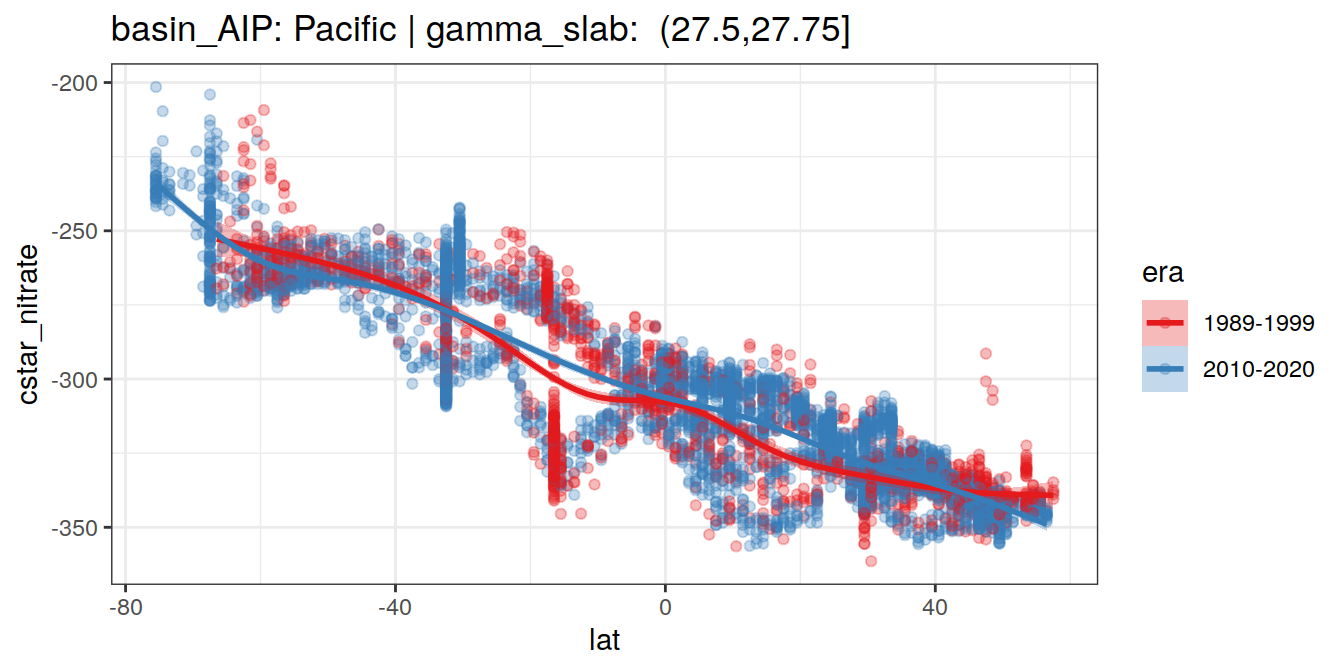 basin_AIP: Pacific | gamma_slab:  (27.5,27.75]
-200
-250
-300
-350
cstar_nitrate
-80
-40
0
40
lat
era
1989-1999
2010-2020